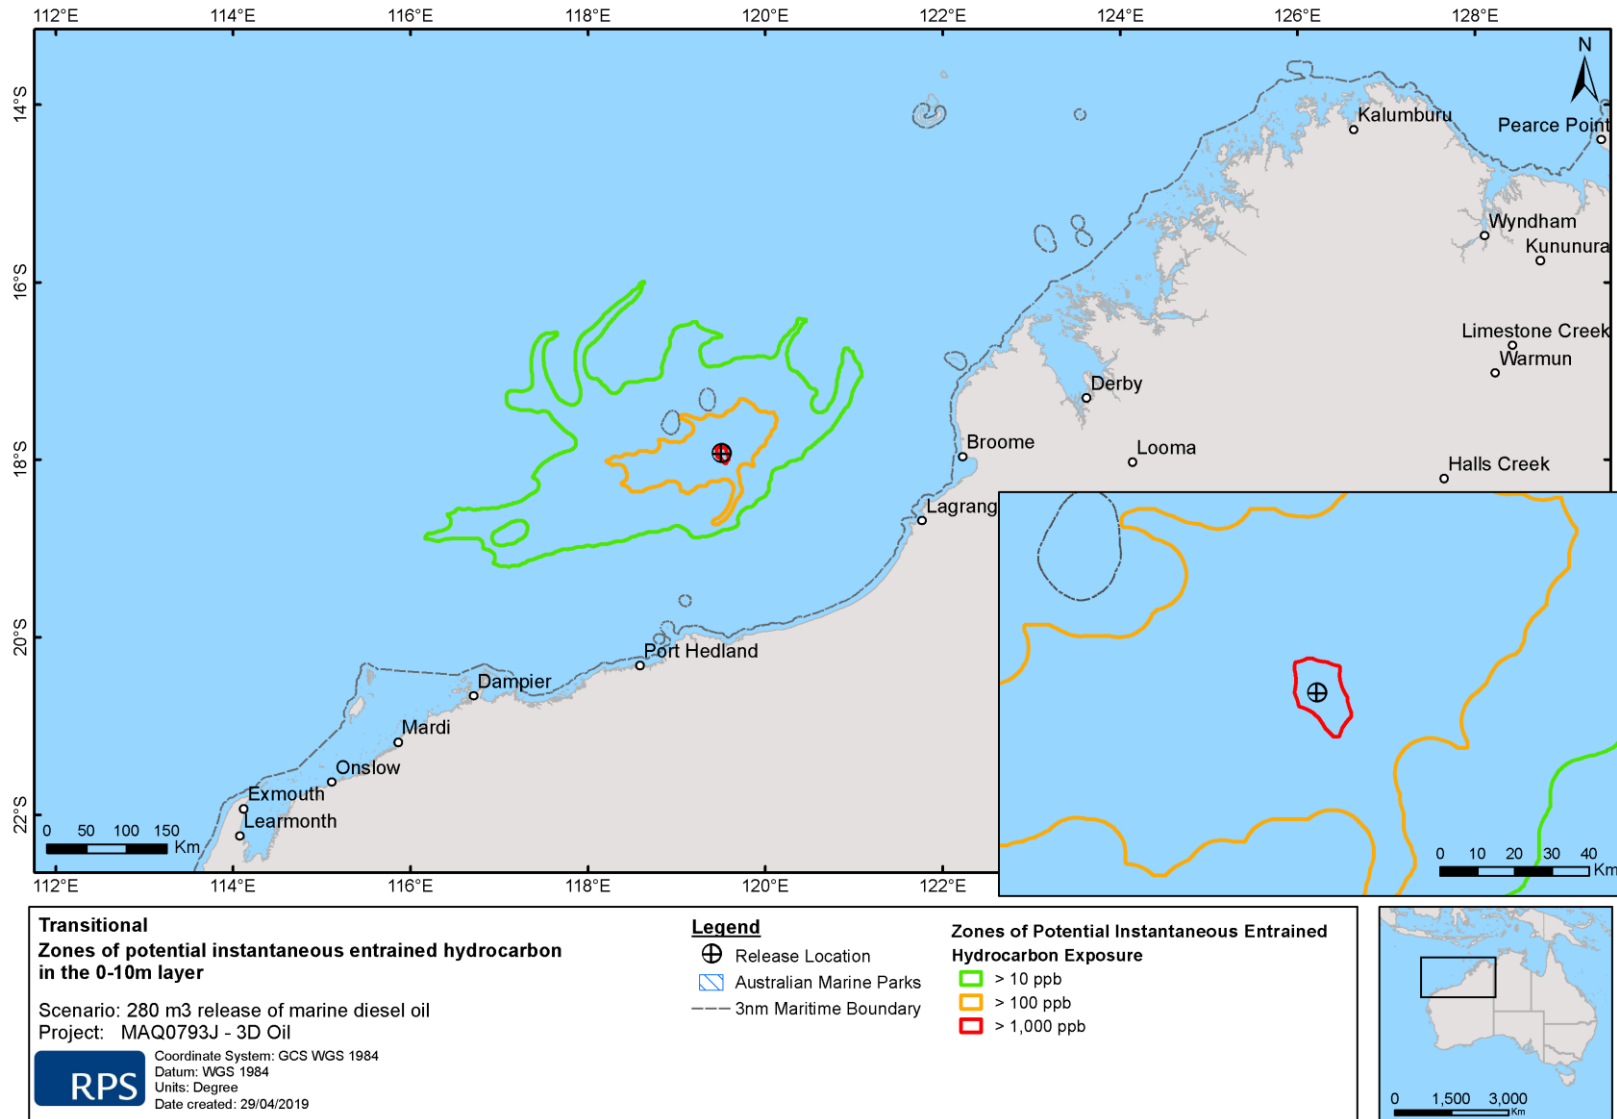 112°E 114°E 116°E 118°E 120°E 122°E 124°E 126°E 128°E
N
14°S
Kalumburu
Pearce Point
Wyndham
Kununura
16°S
Limestone Creek
Warmun
Derby
Broome
Looma
18°S
Halls Creek
Lagrang
20°S
Port Hedland
Dampier
Mardi
Onslow
Exmouth
22°S
Learmonth
0 50 100 150
Km
0 10 20 30 40
Km
112°E 114°E 116°E 118°E 120°E 122°E
Transitional
Zones of potential instantaneous entrained hydrocarbon
in the 0-10m layer
Scenario: 280 m3 release of marine diesel oil
Project: MAQ0793J - 3D Oil
RPS
Coordinate System: GCS WGS 1984
Datum: WGS 1984
Units: Degree
Date created: 29/04/2019
Legend
Release Location
Australian Marine Parks
3nm Maritime Boundary
Zones of Potential Instantaneous Entrained
Hydrocarbon Exposure
> 10 ppb
> 100 ppb
> 1,000 ppb
0 1,500 3,000
Km